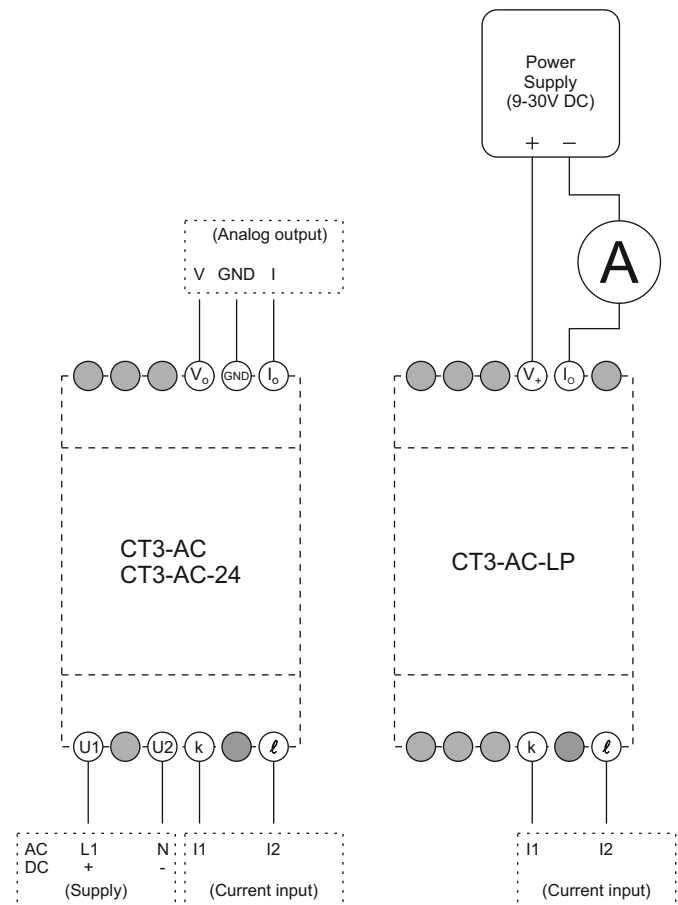 Power
Supply
(9-30V DC)
+ −
A
(Analog output)
V GND I
Vo GND Io
V+ Io
CT3-AC
CT3-AC-24
CT3-AC-LP
U1 U2 k ℓ
k ℓ
AC L1 N I1 I2
DC + -
(Supply) (Current input)
I1 I2
(Current input)